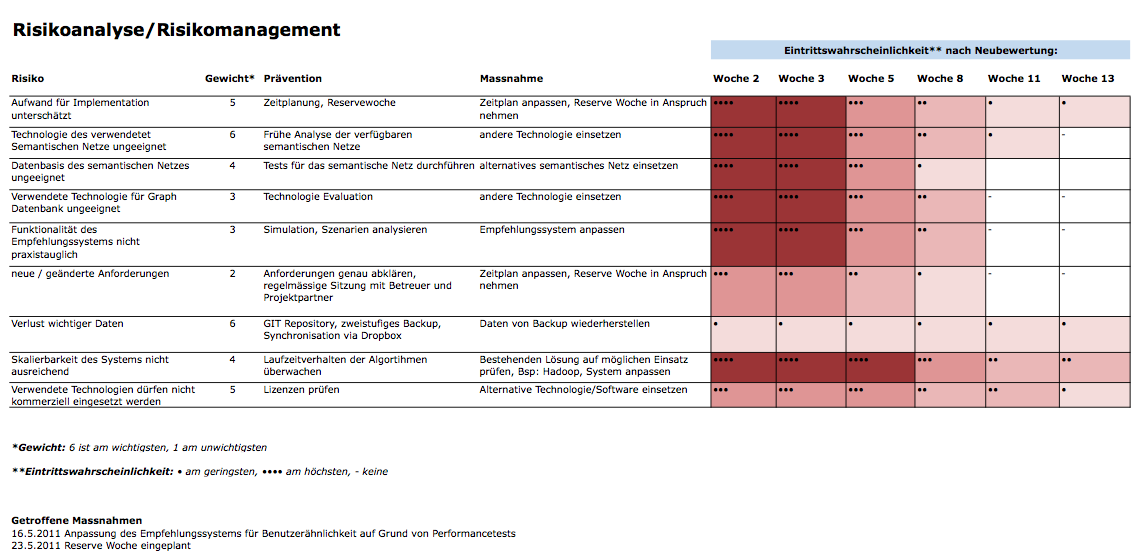 Risikoanalyse/Risikomanagement
Eintrittswahrscheinlichkeit** nach Neubewertung:
Risiko Gewicht* Prävention Massnahme Woche 2 Woche 3 Woche 5 Woche 8 Woche 11 Woche 13
Aufwand für Implementation 5 Zeitplanung, Reservewoche Zeitplan anpassen, Reserve Woche in Anspruch •••• •••• ••• •• • •
unterschätzt nehmen
Technologie des verwendetet 6 Frühe Analyse der verfügbaren andere Technologie einsetzen •••• •••• ••• •• • -
Semantischen Netze ungeeignet semantischen Netze
Datenbasis des semantischen Netzes 4 Tests für das semantische Netz durchführen alternatives semantisches Netz einsetzen •••• •••• ••• •
ungeeignet
Verwendete Technologie für Graph 3 Technologie Evaluation andere Technologie einsetzen •••• •••• ••• •• - -
Datenbank ungeeignet
Funktionalität des 3 Simulation, Szenarien analysieren Empfehlungssystem anpassen •••• •••• ••• •• - -
Empfehlungssystems nicht
praxistauglich
neue / geänderte Anforderungen 2 Anforderungen genau abklären, Zeitplan anpassen, Reserve Woche in Anspruch ••• ••• •• • - -
regelmässige Sitzung mit Betreuer und nehmen
Projektpartner
Verlust wichtiger Daten 6 GIT Repository, zweistufiges Backup, Daten von Backup wiederherstellen • • • • • •
Synchronisation via Dropbox
Skalierbarkeit des Systems nicht 4 Laufzeitverhalten der Algortihmen Bestehenden Lösung auf möglichen Einsatz •••• •••• •••• ••• •• ••
ausreichend überwachen prüfen, Bsp: Hadoop, System anpassen
Verwendete Technologien dürfen nicht 5 Lizenzen prüfen Alternative Technologie/Software einsetzen ••• ••• ••• •• •• •
kommerziell eingesetzt werden
*Gewicht: 6 ist am wichtigsten, 1 am unwichtigsten
**Eintrittswahrscheinlichkeit: • am geringsten, •••• am höchsten, - keine
Getroffene Massnahmen
16.5.2011 Anpassung des Empfehlungssystems für Benutzerähnlichkeit auf Grund von Performancetests
23.5.2011 Reserve Woche eingeplant